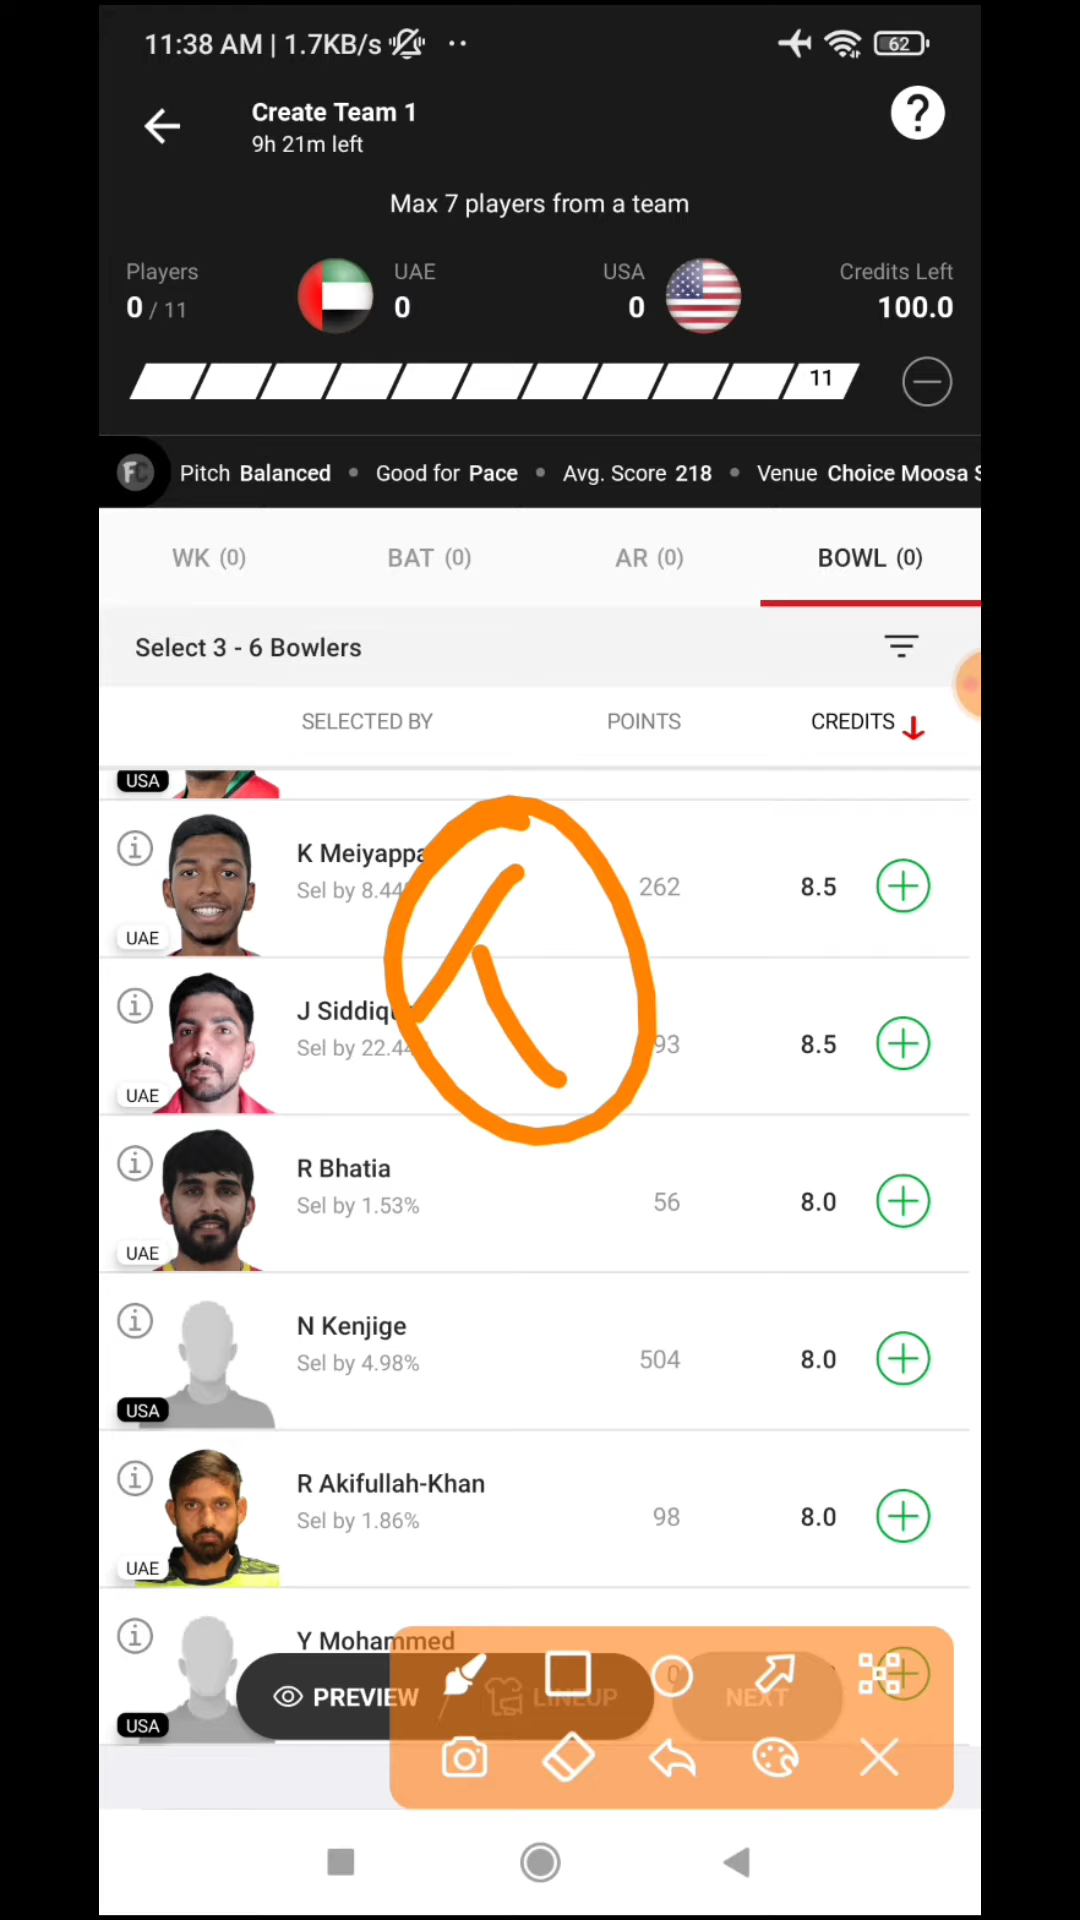 11:38 AM | 1.7KB/s
62
Create Team 1
9h 21m left
?
Max 7 players from a team
Players UAE USA Credits Left
0 / 11 0 0 100.0
11
FC Pitch Balanced • Good for Pace • Avg. Score 218 • Venue Choice Moosa
WK (0) BAT (0) AR (0) BOWL (0)
Select 3 - 6 Bowlers
SELECTED BY POINTS CREDITS
USA
K Meiyappa
Sel by 8.44 262 8.5
UAE
J Siddiq
Sel by 22.44 93 8.5
UAE
R Bhatia
Sel by 1.53% 56 8.0
UAE
N Kenjige
Sel by 4.98% 504 8.0
USA
R Akifullah-Khan
Sel by 1.86% 98 8.0
UAE
Y Mohammed
PREVIEW LINEUP NEXT
USA